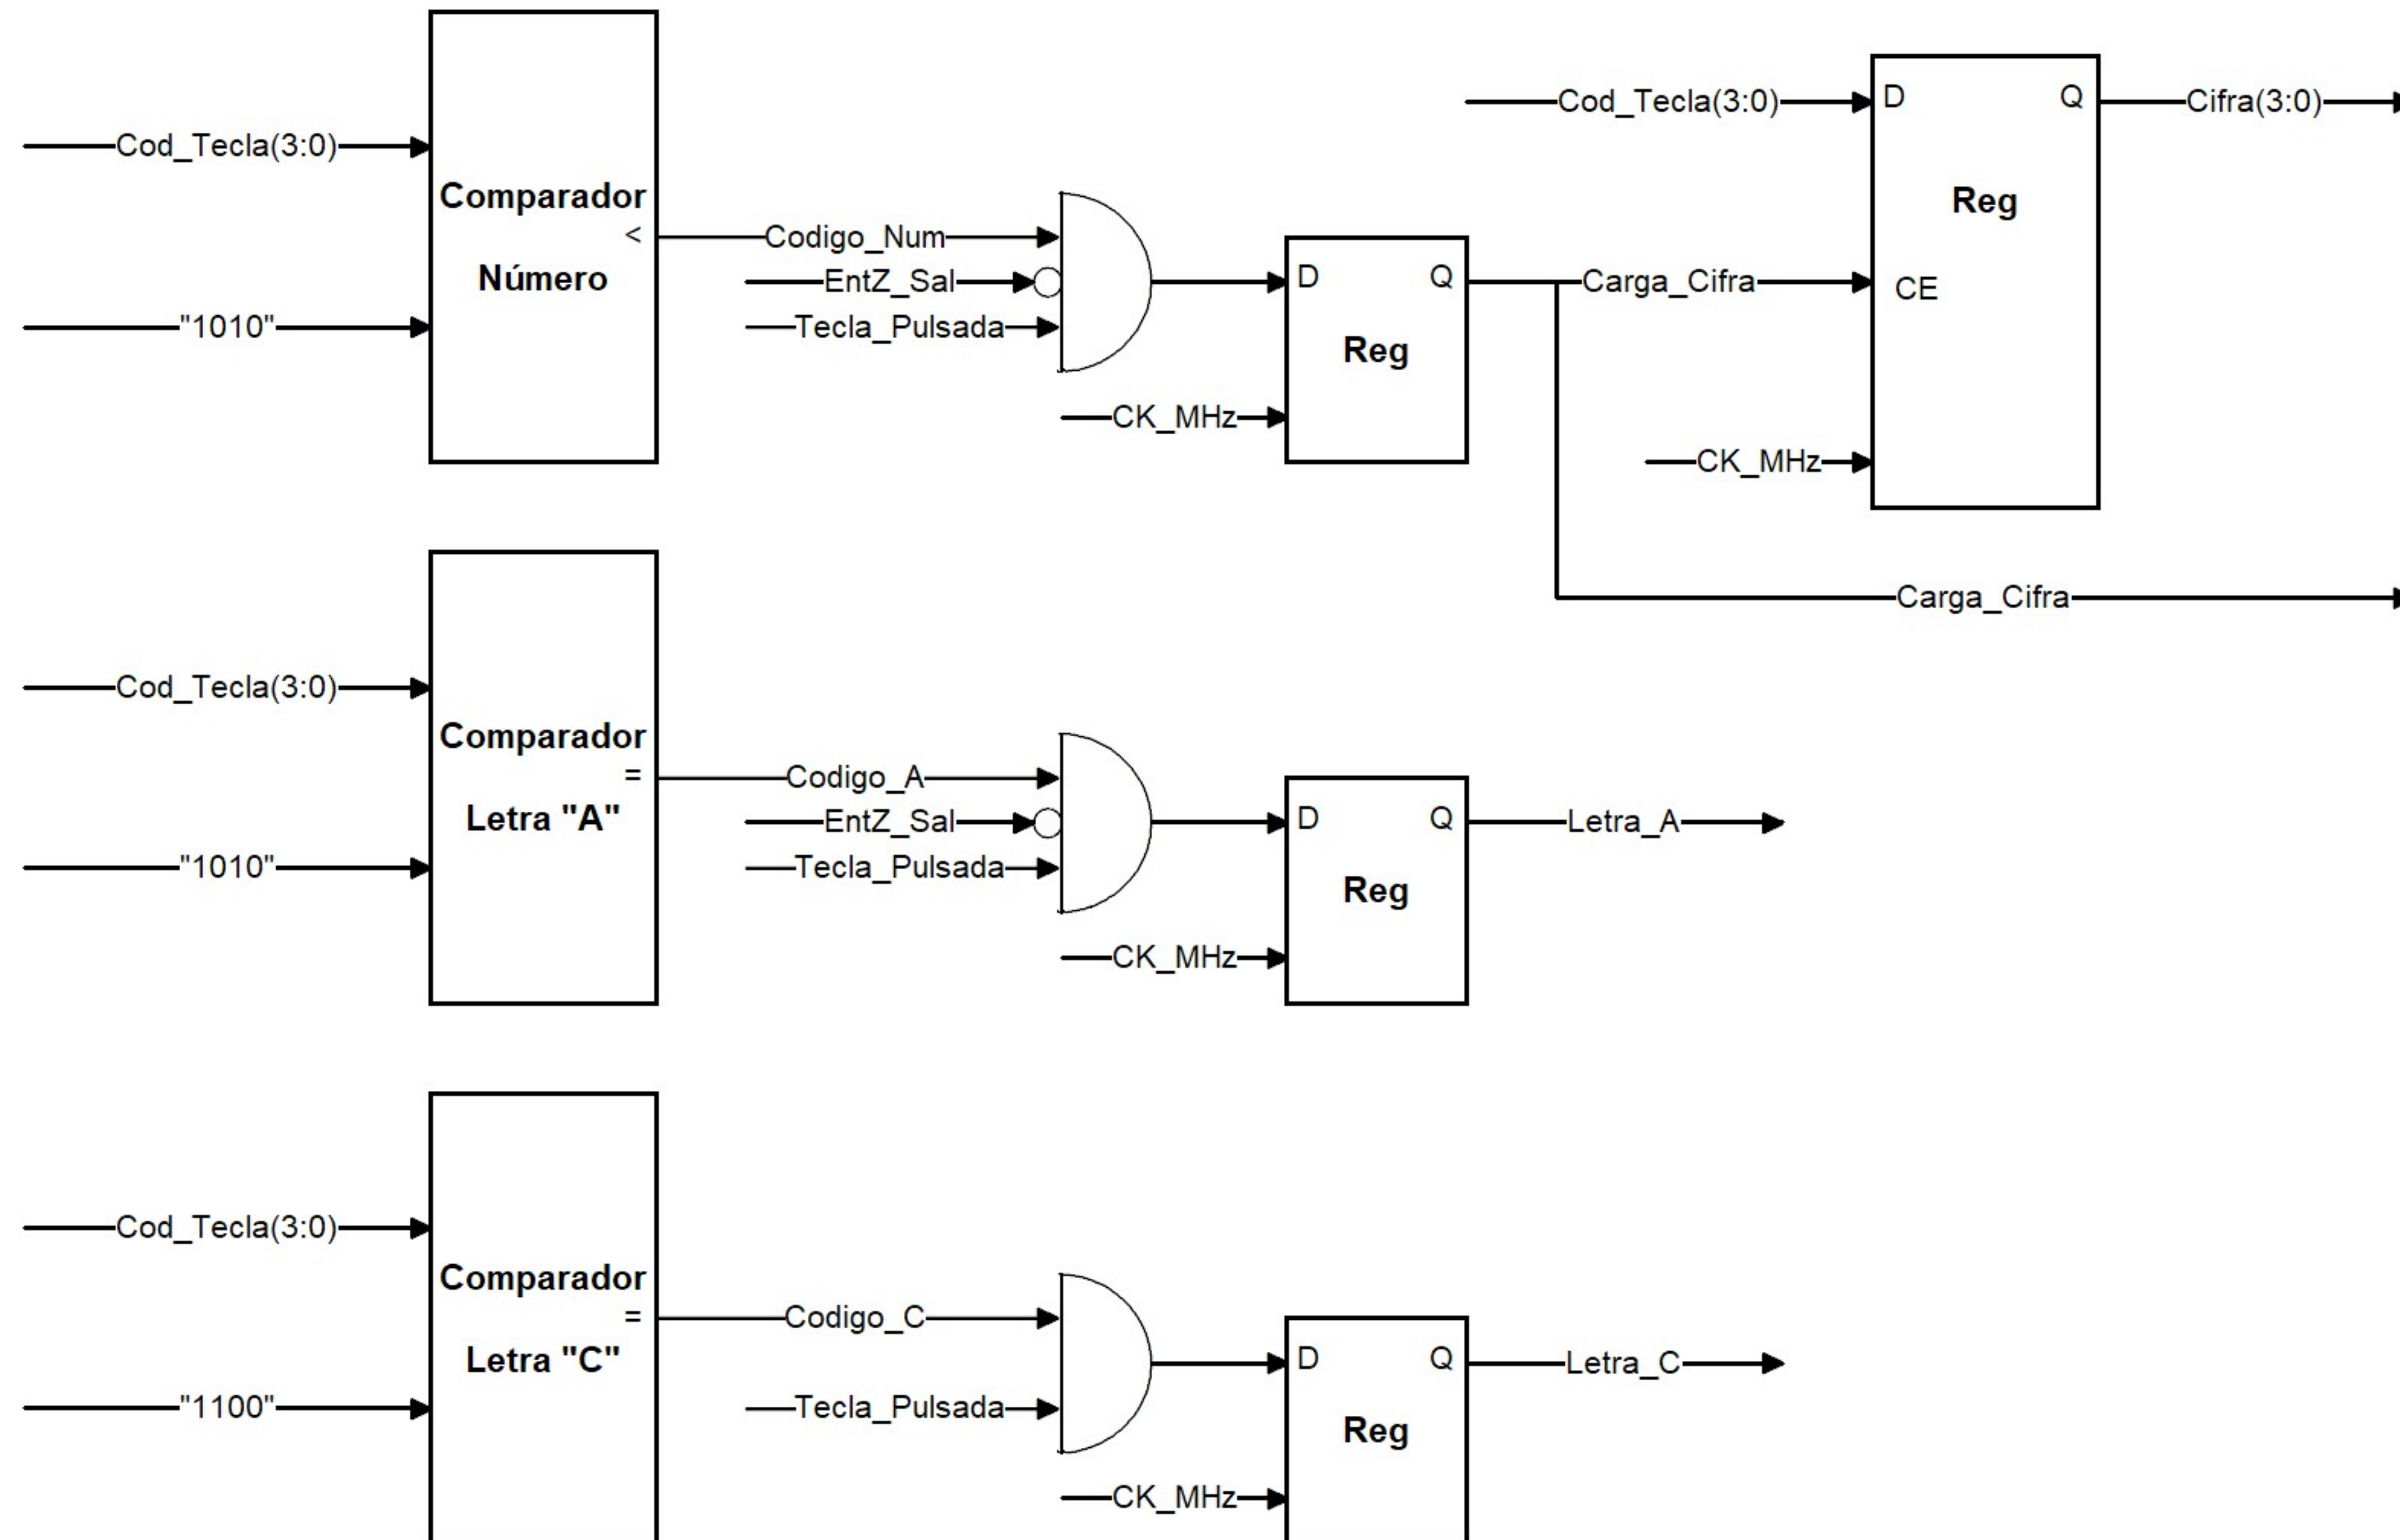 Cod_Tecla(3:0)
"1010"
Comparador
<
Número
Codigo_Num
EntZ_Sal
Tecla_Pulsada
CK_MHz
D
Q
Reg
Cod_Tecla(3:0)
Carga_Cifra
CK_MHz
D
Q
Reg
CE
Cifra(3:0)
Carga_Cifra
Cod_Tecla(3:0)
"1010"
Comparador
=
Letra "A"
Codigo_A
EntZ_Sal
Tecla_Pulsada
CK_MHz
D
Q
Reg
Letra_A
Cod_Tecla(3:0)
"1100"
Comparador
=
Letra "C"
Codigo_C
Tecla_Pulsada
CK_MHz
D
Q
Reg
Letra_C